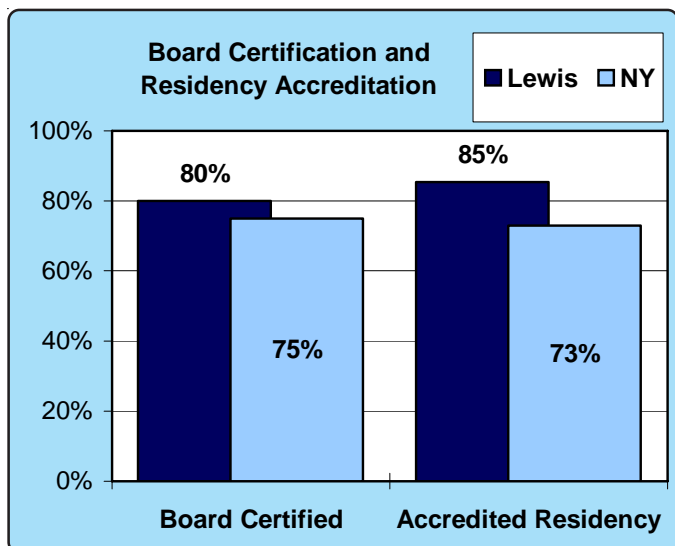 Board Certification and
Residency Accreditation
Lewis NY
100%
80%
60%
40%
20%
0%
80%
75%
85%
73%
Board Certified Accredited Residency